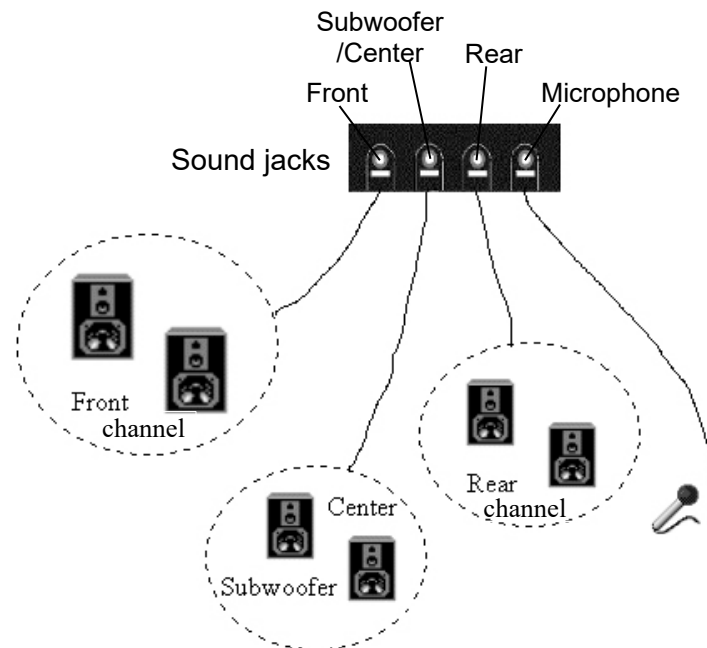 Subwoofer
/Center
Rear
Front
Microphone
Sound jacks
Front
channel
Rear
channel
Center
Subwoofer